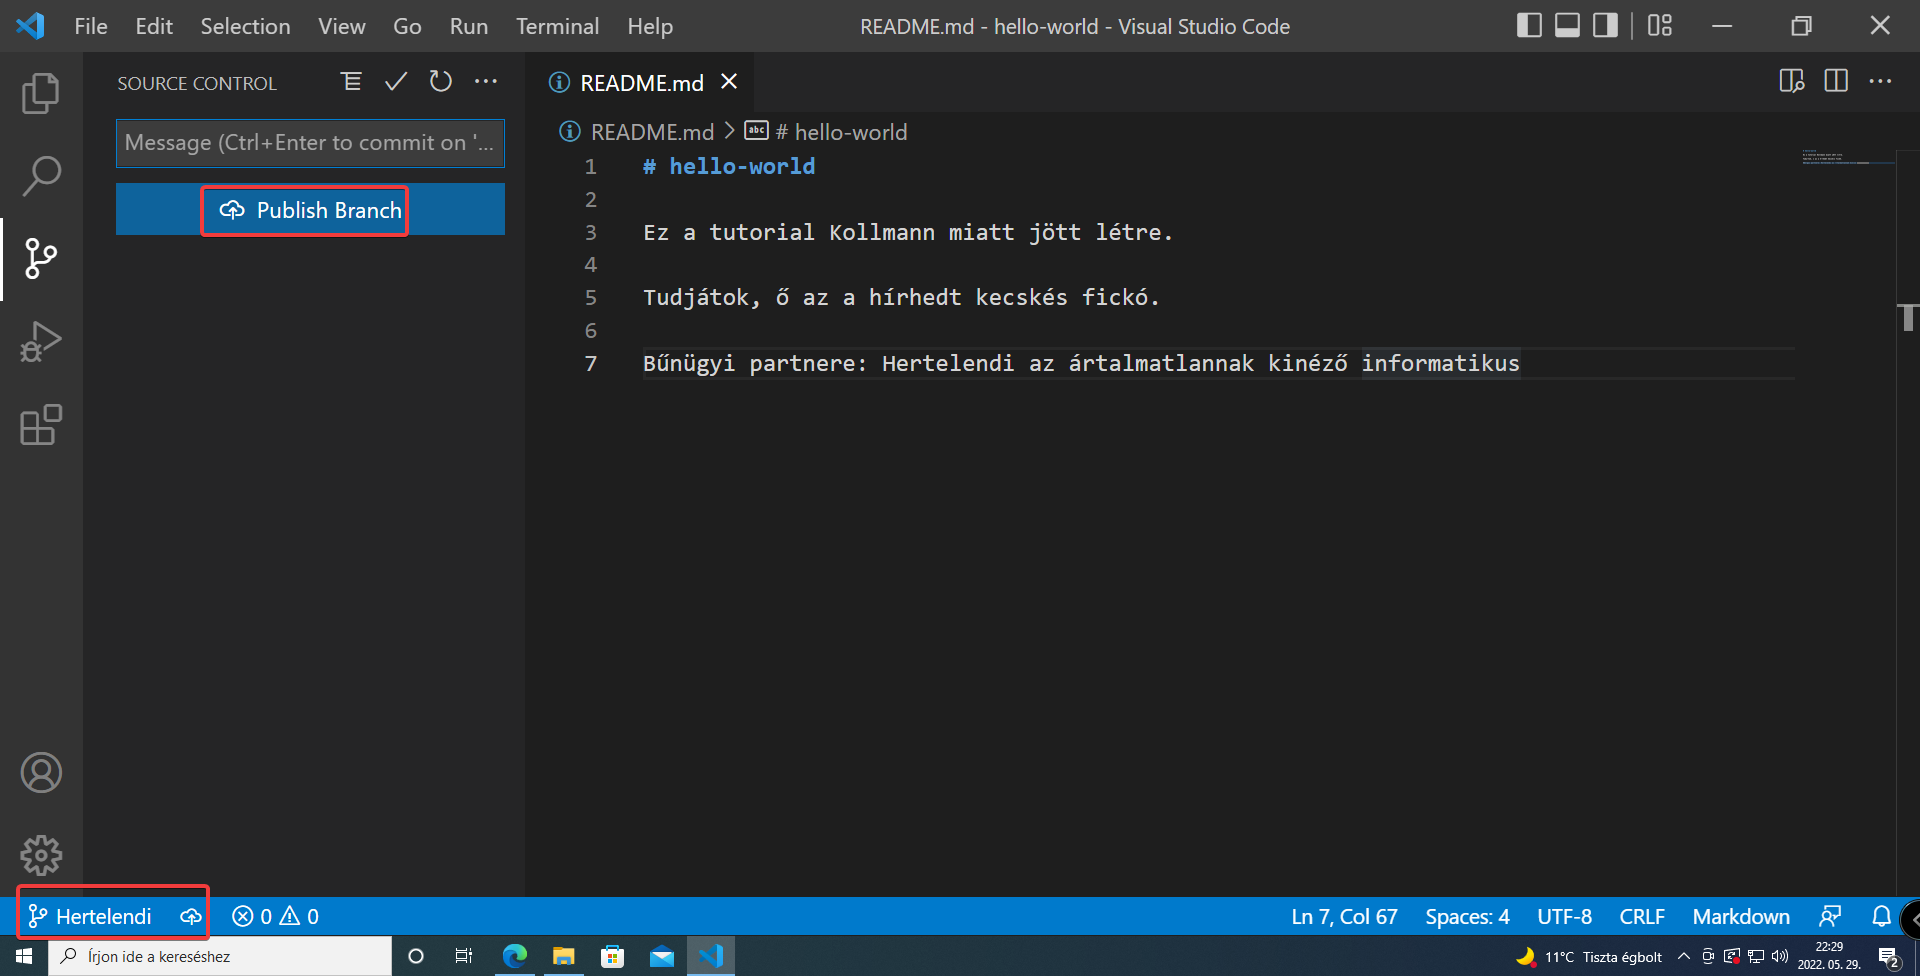 File Edit Selection View Go Run Terminal Help
README.md - hello-world - Visual Studio Code
SOURCE CONTROL
Message (Ctrl+Enter to commit on '...
Publish Branch
README.md
README.md > # hello-world
1 # hello-world
2
3 Ez a tutorial Kollmann miatt jött létre.
4
5 Tudjátok, ő az a hírhedt kecskés fickó.
6
7 Bűnügyi partnere: Hertelendi az ártalmatlannak kinéző informatikus
Hertelendi 0 0 Ln 7, Col 67 Spaces: 4 UTF-8 CRLF Markdown
Írjon ide a kereséshez
11°C Tiszta égbolt
22:29
2022. 05. 29.
2